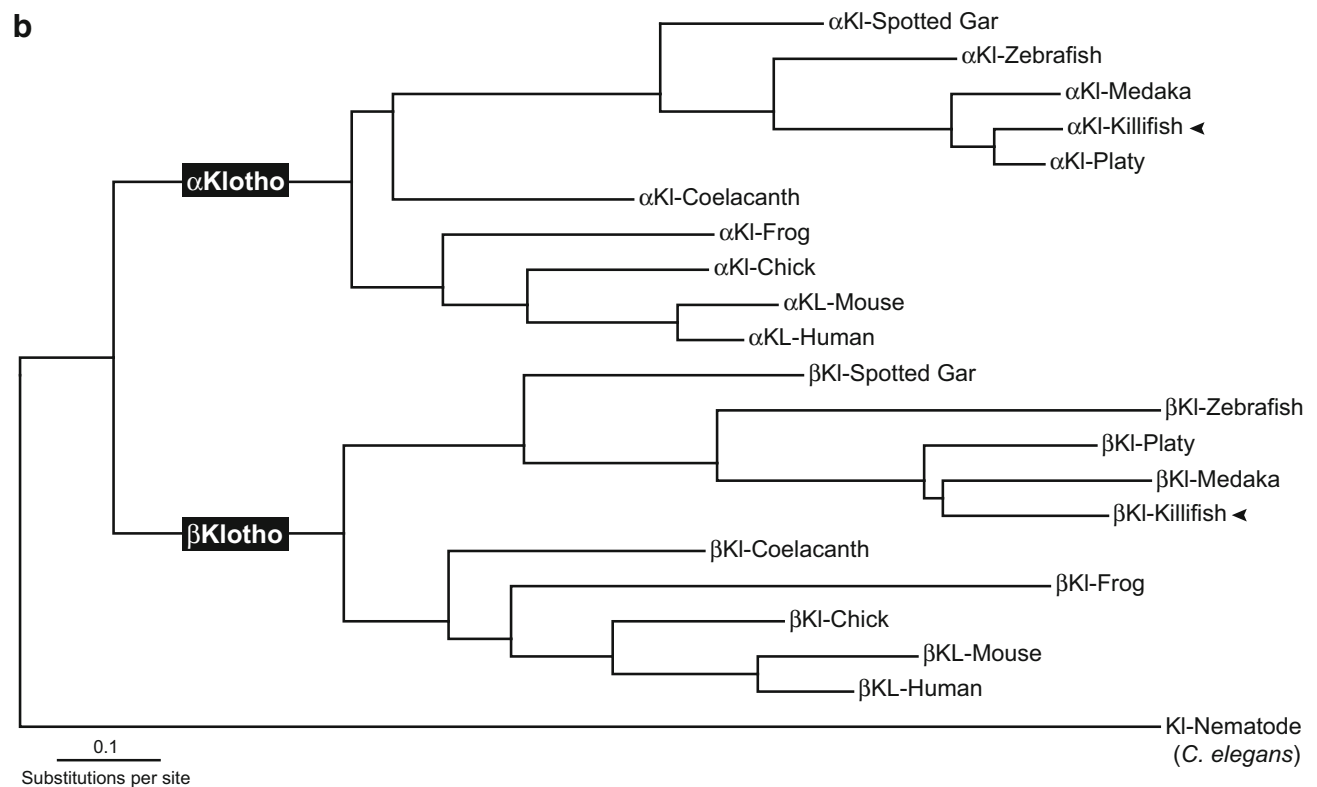 b
αKl-Spotted Gar
αKl-Zebrafish
αKl-Medaka
αKl-Killifish
αKl-Platy
αKlotho
αKl-Coelacanth
αKl-Frog
αKl-Chick
αKL-Mouse
αKL-Human
βKl-Spotted Gar
βKl-Zebrafish
βKl-Platy
βKl-Medaka
βKl-Killifish
βKlotho
βKl-Coelacanth
βKl-Frog
βKl-Chick
βKL-Mouse
βKL-Human
Kl-Nematode
(C. elegans)
0.1
Substitutions per site